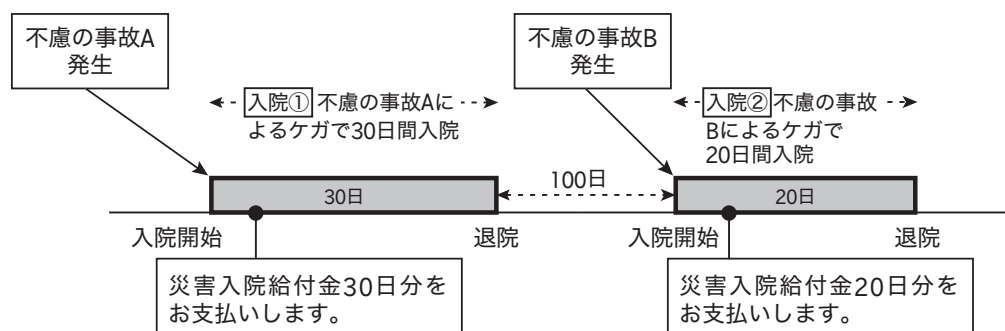 不慮の事故A
発生
入院① 不慮の事故Aに
よるケガで30日間入院
30日
入院開始
退院
災害入院給付金30日分を
お支払いします。
100日
不慮の事故B
発生
入院② 不慮の事故
Bによるケガで
20日間入院
20日
入院開始
退院
災害入院給付金20日分を
お支払いします。